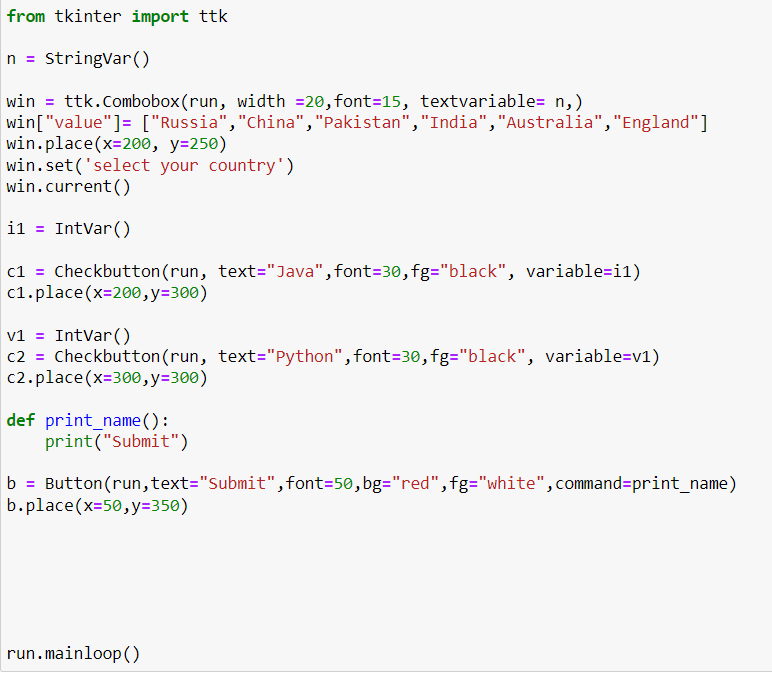 from tkinter import ttk
n = StringVar()
win = ttk.Combobox(run, width =20,font=15, textvariable= n,)
win["value"]= ["Russia","China","Pakistan","India","Australia","England"]
win.place(x=200, y=250)
win.set('select your country')
win.current()
i1 = IntVar()
c1 = Checkbutton(run, text="Java",font=30,fg="black", variable=i1)
c1.place(x=200,y=300)
v1 = IntVar()
c2 = Checkbutton(run, text="Python",font=30,fg="black", variable=v1)
c2.place(x=300,y=300)
def print_name():
    print("Submit")
b = Button(run,text="Submit",font=50,bg="red",fg="white",command=print_name)
b.place(x=50,y=350)
run.mainloop()